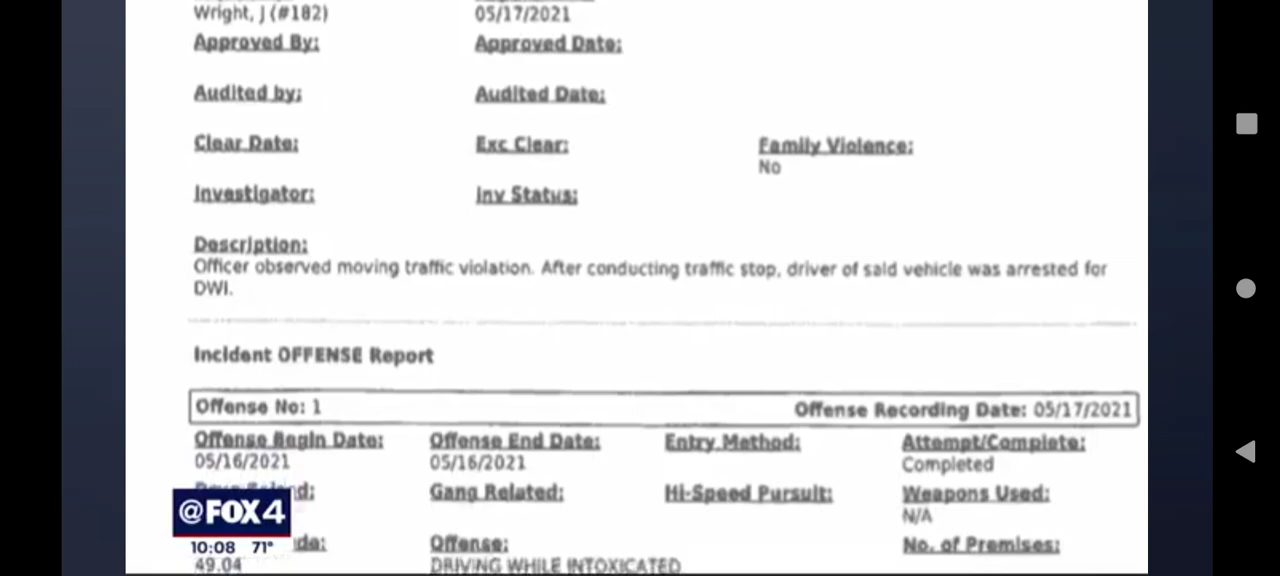 Wright, J (#182) 05/17/2021
Approved By: Approved Date:
Audited by: Audited Date:
Clear Date: Exc Clear: Family Violence:
No
Investigator: Inv Status:
Description:
Officer observed moving traffic violation. After conducting traffic stop, driver of said vehicle was arrested for
DWI.
Incident OFFENSE Report
Offense No: 1 Offense Recording Date: 05/17/2021
Offense Begin Date: Offense End Date: Entry Method: Attempt/Complete:
05/16/2021 05/16/2021 Completed
Gang Related: Hi-Speed Pursuit: Weapons Used:
N/A
@FOX4
10:08 71°
Offense: No. of Premises:
49.04 DRIVING WHILE INTOXICATED